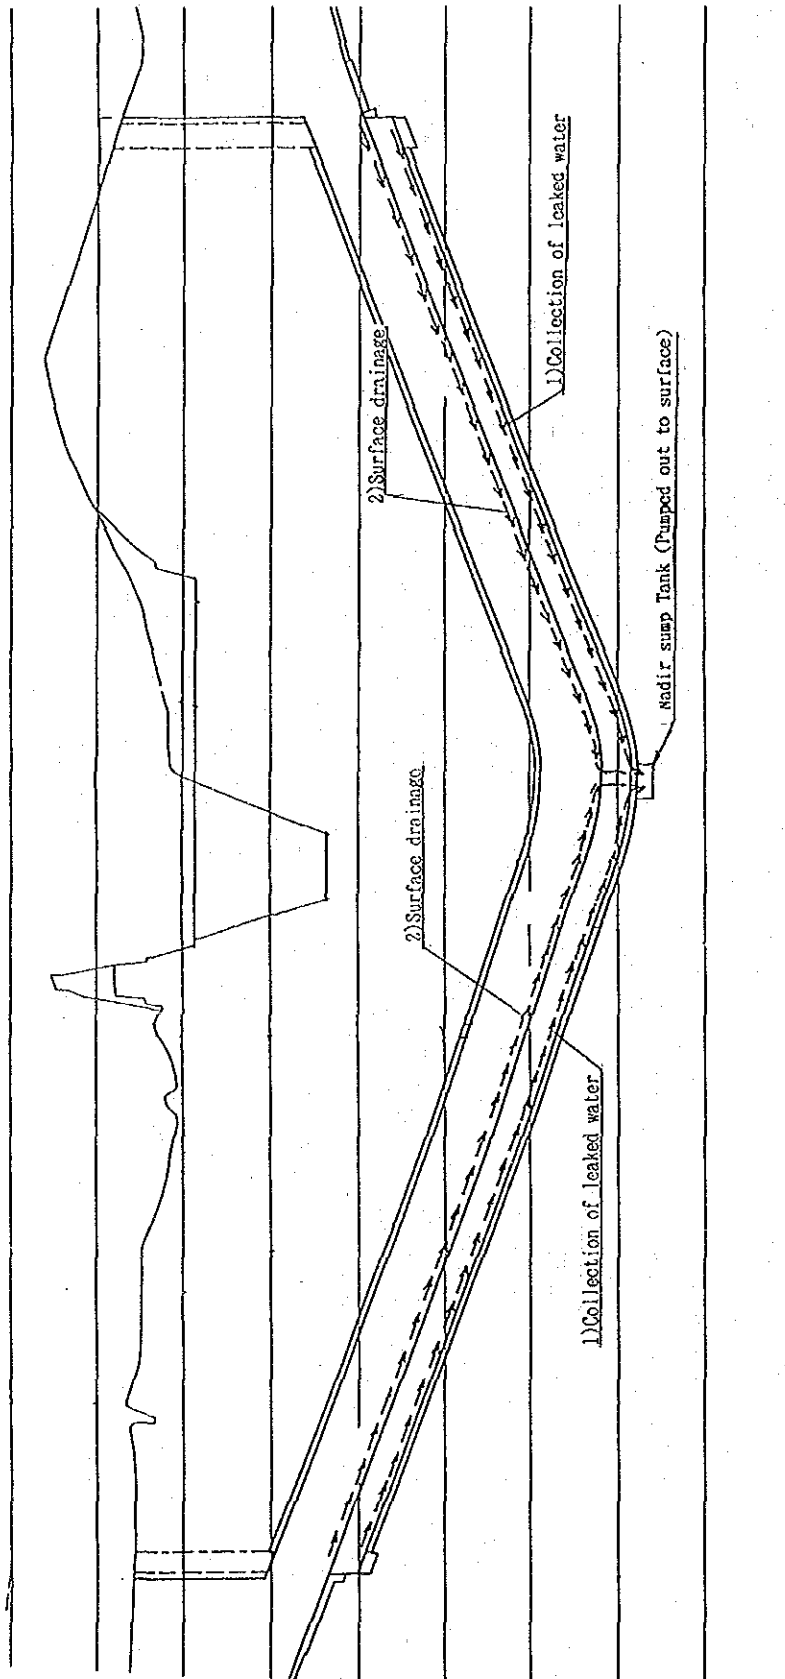 1)Collection of leaked water
2)Surface drainage
Nadir sump Tank (Pumped out to surface)
2)Surface drainage
1)Collection of leaked water